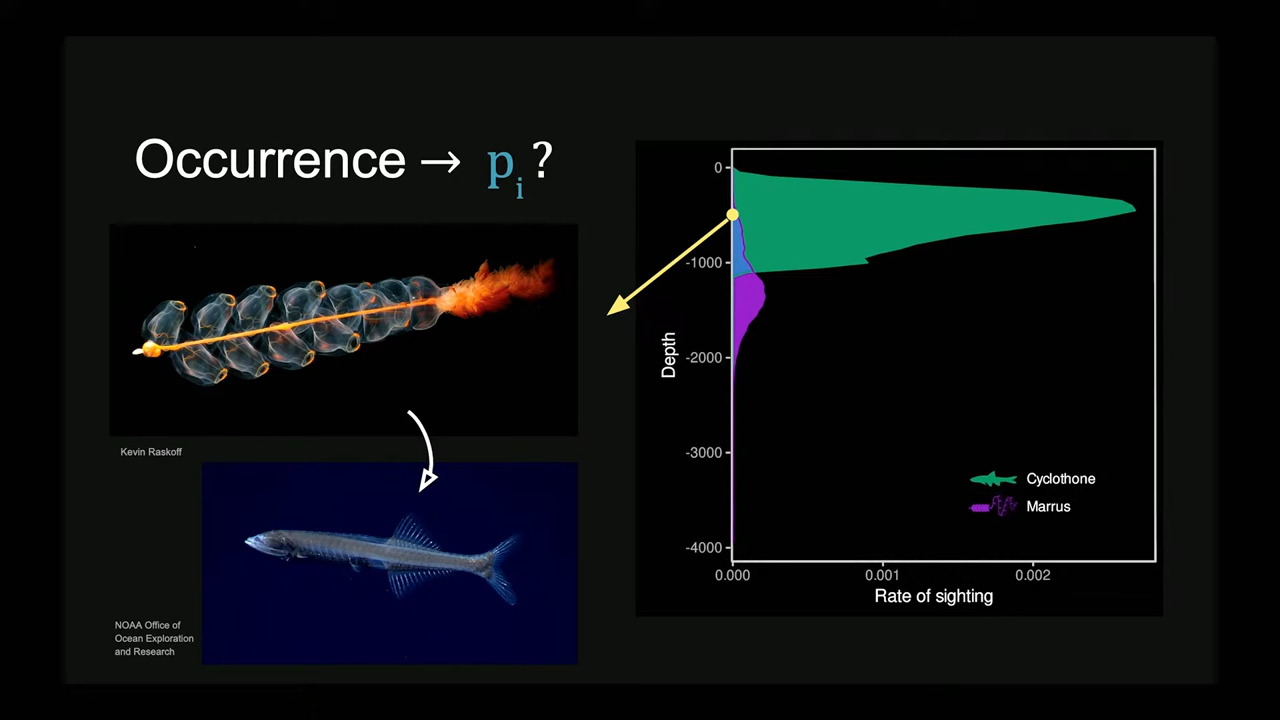 Occurrence → pi?
Kevin Raskoff
NOAA Office of
Ocean Exploration
and Research
0
-1000
-2000
-3000
-4000
Depth
Cyclothone
Marrus
0.000
0.001
0.002
Rate of sighting